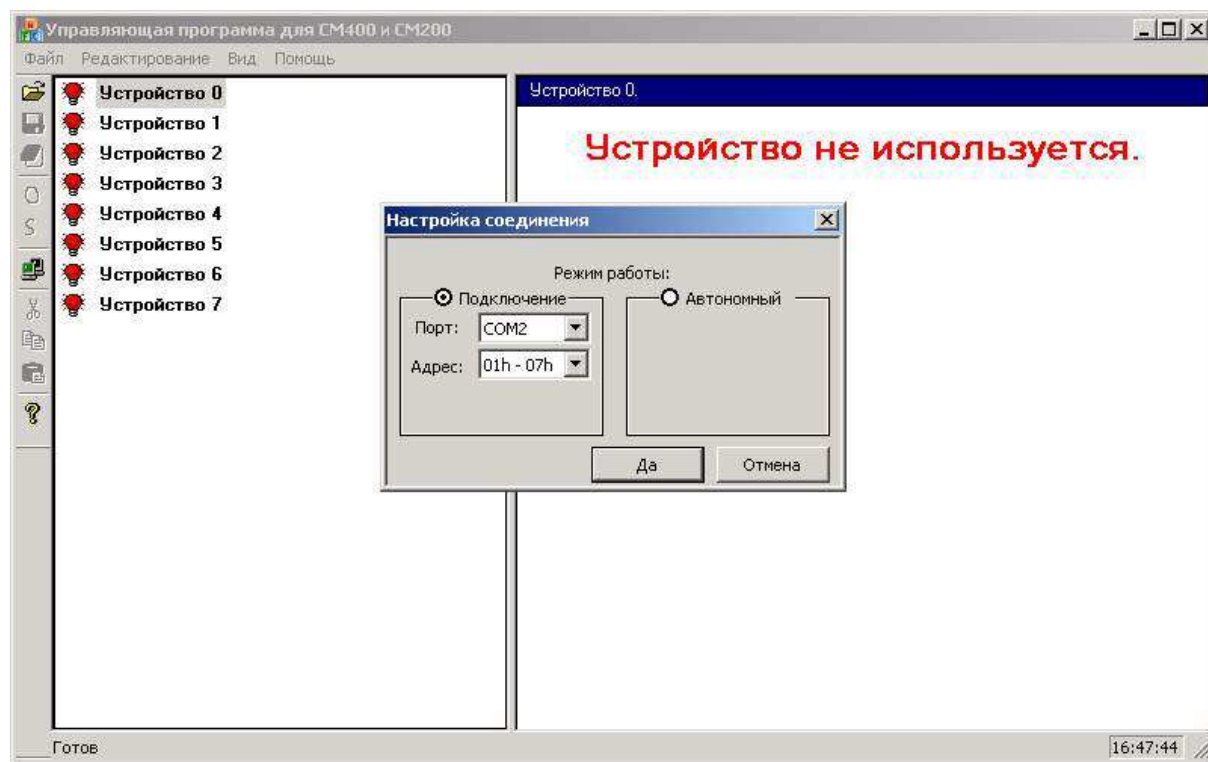 Управляющая программа для СМ400 и СМ200
Файл Редактирование Вид Помощь
Устройство 0
Устройство 1
Устройство 2
Устройство 3
Устройство 4
Устройство 5
Устройство 6
Устройство 7
Устройство 0.
Устройство не используется.
Настройка соединения
Режим работы:
Подключение
Автономный
Порт: COM2
Адрес: 01h - 07h
Да
Отмена
Готов
16:47:44